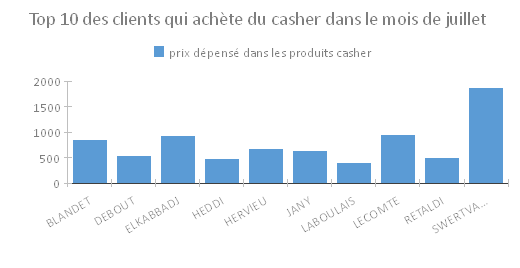 Top 10 des clients qui achète du casher dans le mois de juillet
prix dépensé dans les produits casher
2000
1500
1000
500
0
BLANDET
DEBOUT
ELKABBADJ
HEDDI
HERVIEU
JANY
LABOULAIS
LECOMTE
RETALDI
SWERTVA...